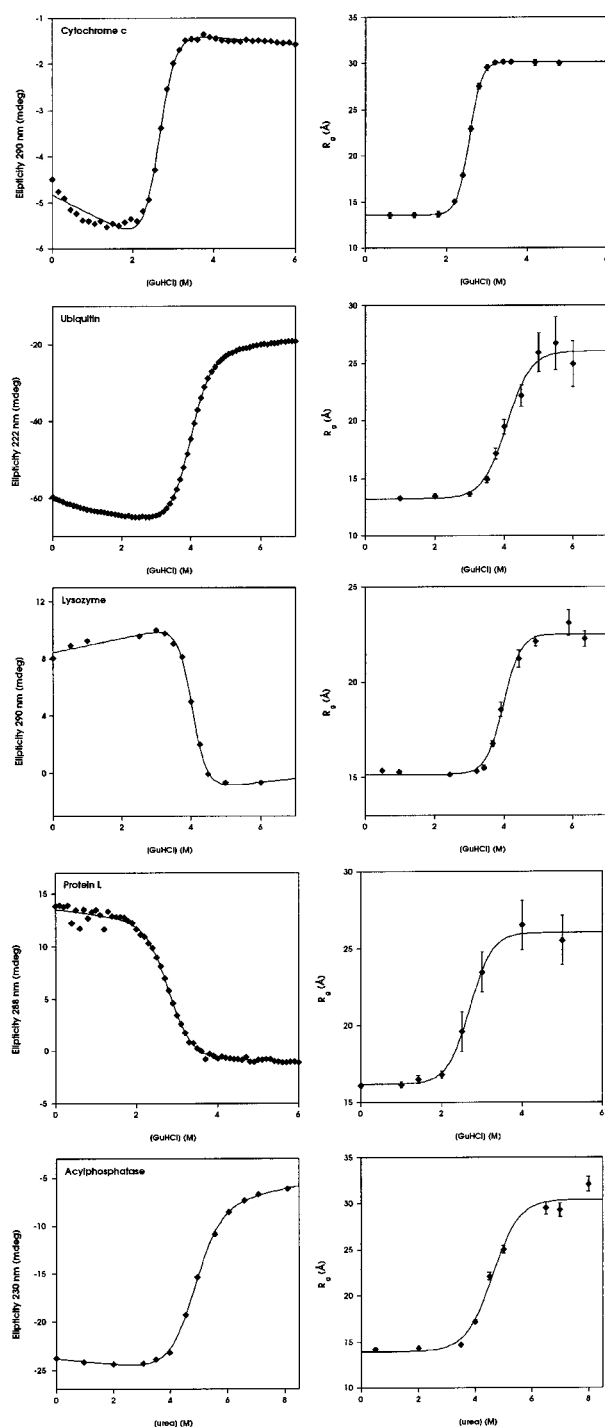 Cytochrome c
Elipticity 290 nm (mdeg)
-1
-2
-3
-4
-5
-6
0 2 4 6
(GuHCl) (M)
Rg (Å)
35
30
25
20
15
10
0 2 4 6
(GuHCl) (M)
Ubiquitin
Elipticity 222 nm (mdeg)
-20
-40
-60
0 2 4 6
(GuHCl) (M)
Rg (Å)
30
25
20
15
10
0 2 4 6
(GuHCl) (M)
Lysozyme
Elipticity 290 nm (mdeg)
12
8
4
0
0 2 4 6
(GuHCl) (M)
Rg (Å)
25
20
15
0 2 4 6
(GuHCl) (M)
Protein L
Elipticity 288 nm (mdeg)
15
10
5
0
-5
0 2 4 6
(GuHCl) (M)
Rg (Å)
30
25
20
15
0 2 4 6
(GuHCl) (M)
Acylphosphatase
Elipticity 230 nm (mdeg)
-5
-10
-15
-20
-25
0 2 4 6 8
(urea) (M)
Rg (Å)
35
30
25
20
15
10
0 2 4 6 8
(urea) (M)